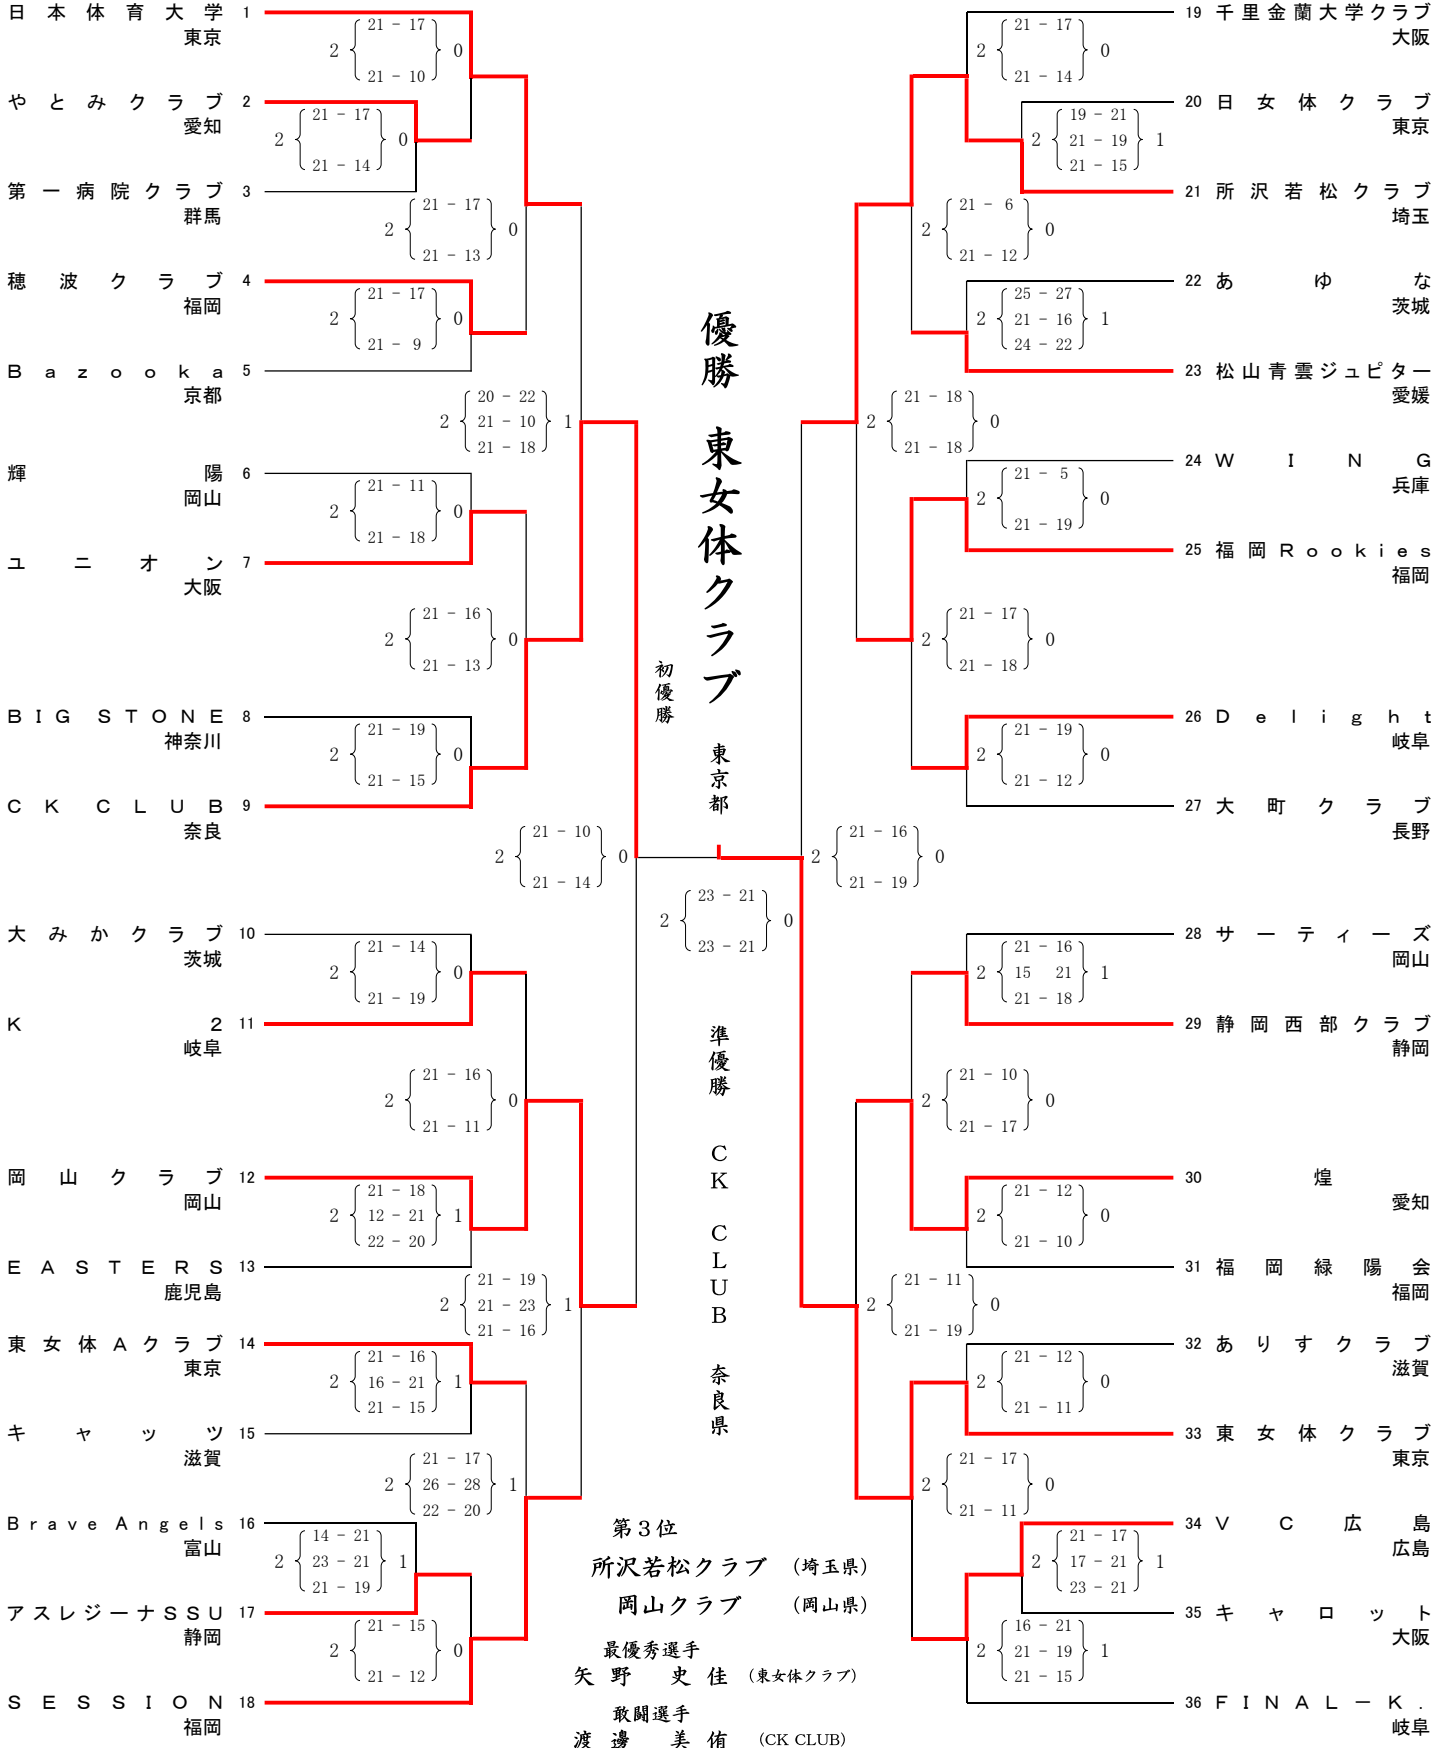 日本体育大学 1
東京
21 - 17
2 0
21 - 10
やとみクラブ 2
愛知
21 - 17
2 0
21 - 14
第一病院クラブ 3
群馬
21 - 17
2 0
21 - 13
穂波クラブ 4
福岡
21 - 17
2 0
21 - 9
Bazooka 5
京都
20 - 22
2 21 - 10 1
21 - 18
輝陽 6
岡山
21 - 11
2 0
21 - 18
ユニオン 7
大阪
21 - 16
2 0
21 - 13
BIG STONE 8
神奈川
21 - 19
2 0
21 - 15
CK CLUB 9
奈良
21 - 10
2 0
21 - 14
大みかクラブ 10
茨城
21 - 14
2 0
21 - 19
K2 11
岐阜
21 - 16
2 0
21 - 11
岡山クラブ 12
岡山
21 - 18
2 12 - 21 1
22 - 20
EASTERS 13
鹿児島
21 - 19
2 21 - 23 1
21 - 16
東女体Aクラブ 14
東京
21 - 16
2 16 - 21 1
21 - 15
キャッツ 15
滋賀
21 - 17
2 26 - 28 1
22 - 20
Brave Angels 16
富山
14 - 21
2 23 - 21 1
21 - 19
アスレジーナSSU 17
静岡
21 - 15
2 0
21 - 12
SESSION 18
福岡
優勝 東女体クラブ 東京都
初優勝
23 - 21
2 0
23 - 21
準優勝 CK CLUB 奈良県
第3位
所沢若松クラブ (埼玉県)
岡山クラブ (岡山県)
最優秀選手
矢野 史佳 (東女体クラブ)
敢闘選手
渡邊 美侑 (CK CLUB)
19 千里金蘭大学クラブ
大阪
21 - 17
2 0
21 - 14
20 日女体クラブ
東京
19 - 21
2 21 - 19 1
21 - 15
21 所沢若松クラブ
埼玉
21 - 6
2 0
21 - 12
22 あゆな
茨城
25 - 27
2 21 - 16 1
24 - 22
23 松山青雲ジュピター
愛媛
21 - 18
2 0
21 - 18
24 WING
兵庫
21 - 5
2 0
21 - 19
25 福岡Rookies
福岡
21 - 17
2 0
21 - 18
26 Delight
岐阜
21 - 19
2 0
21 - 12
27 大町クラブ
長野
21 - 16
2 0
21 - 19
28 サーティーズ
岡山
21 - 16
2 15 21 1
21 - 18
29 静岡西部クラブ
静岡
21 - 10
2 0
21 - 17
30 煌
愛知
21 - 12
2 0
21 - 10
31 福岡緑陽会
福岡
21 - 11
2 0
21 - 19
32 ありすクラブ
滋賀
21 - 12
2 0
21 - 11
33 東女体クラブ
東京
21 - 17
2 0
21 - 11
34 VC広島
広島
21 - 17
2 17 - 21 1
23 - 21
35 キャロット
大阪
16 - 21
2 21 - 19 1
21 - 15
36 FINAL－K.
岐阜